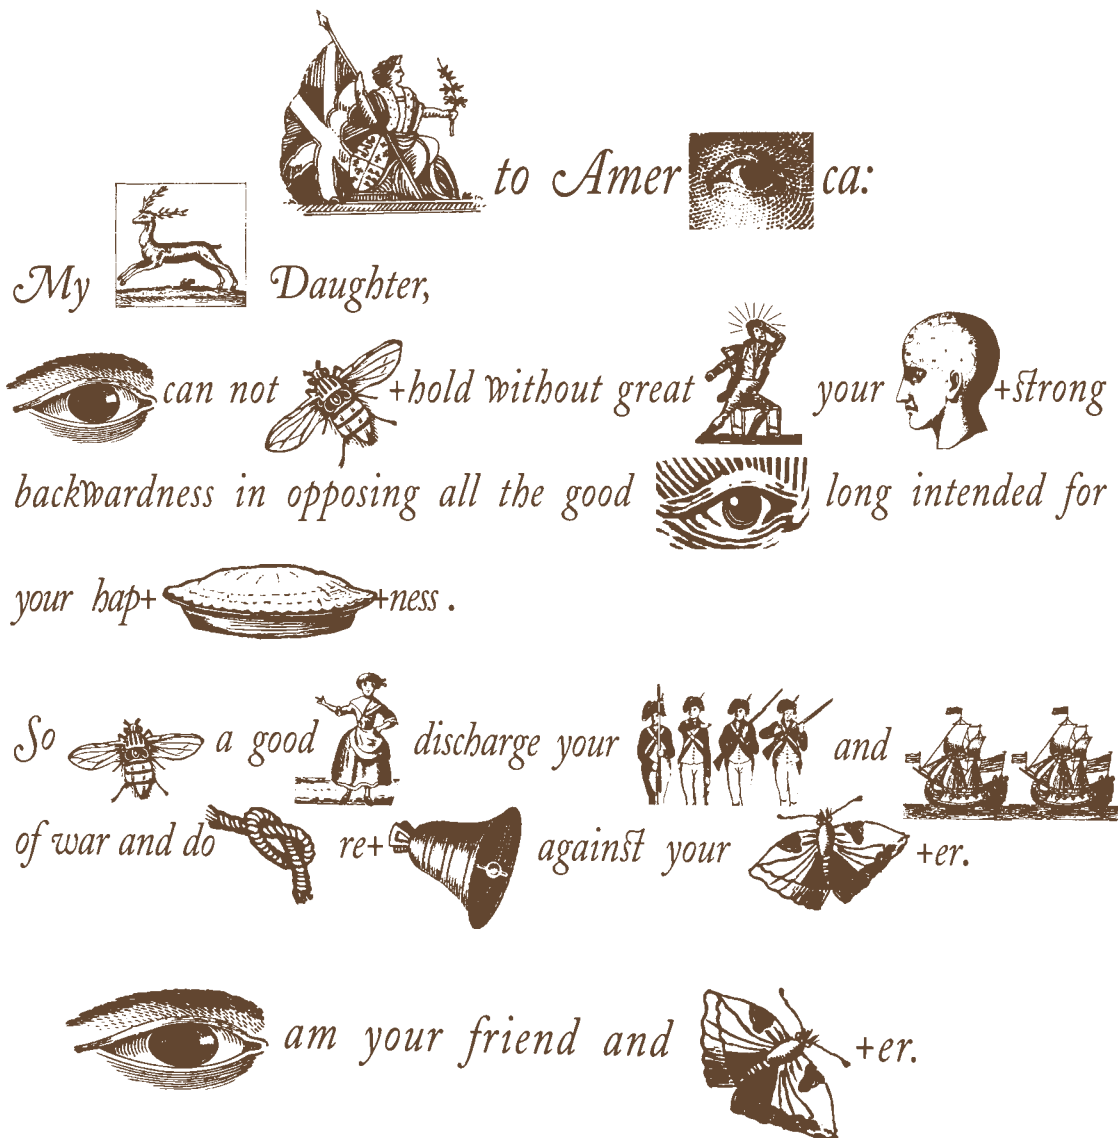 to Amer ca:
My Daughter,
can not +hold without great your +strong
backwardness in opposing all the good long intended for
your hap+ +ness.
So a good discharge your and
of war and do re+ against your +er.
am your friend and +er.